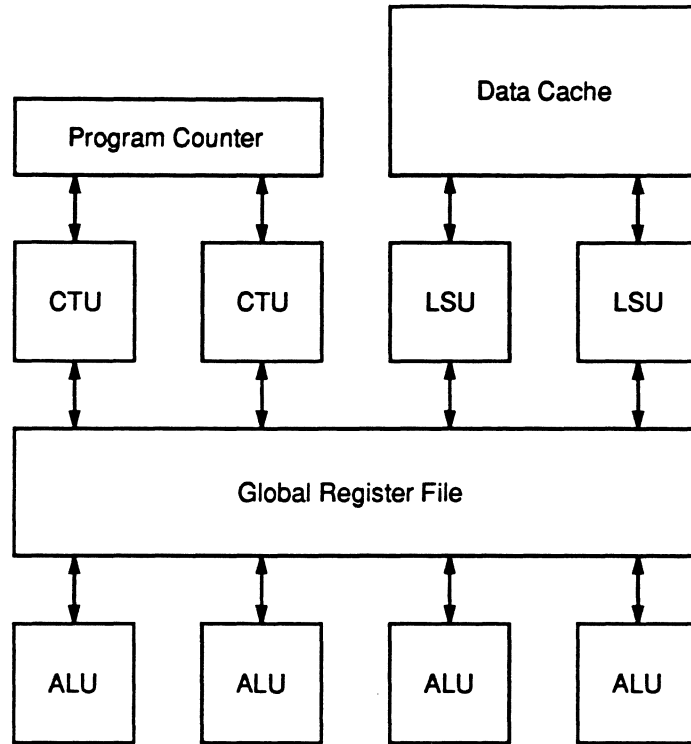 Data Cache
Program Counter
CTU
CTU
LSU
LSU
Global Register File
ALU
ALU
ALU
ALU